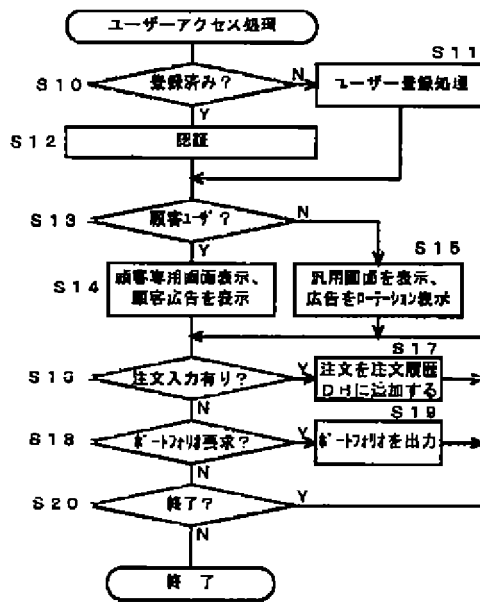 ユーザーアクセス処理
S10
登録済み?
N
S11
ユーザー登録処理
Y
S12
認証
S13
顧客ユーザ?
N
Y
S14
顧客専用画面表示、
顧客広告を表示
S15
汎用画面を表示、
広告をローテーション表示
S16
注文入力有り?
Y
S17
注文を注文履歴
DBに追加する
N
S18
ポートフォリオ要求?
Y
S19
ポートフォリオを出力
N
S20
終了?
Y
N
終了